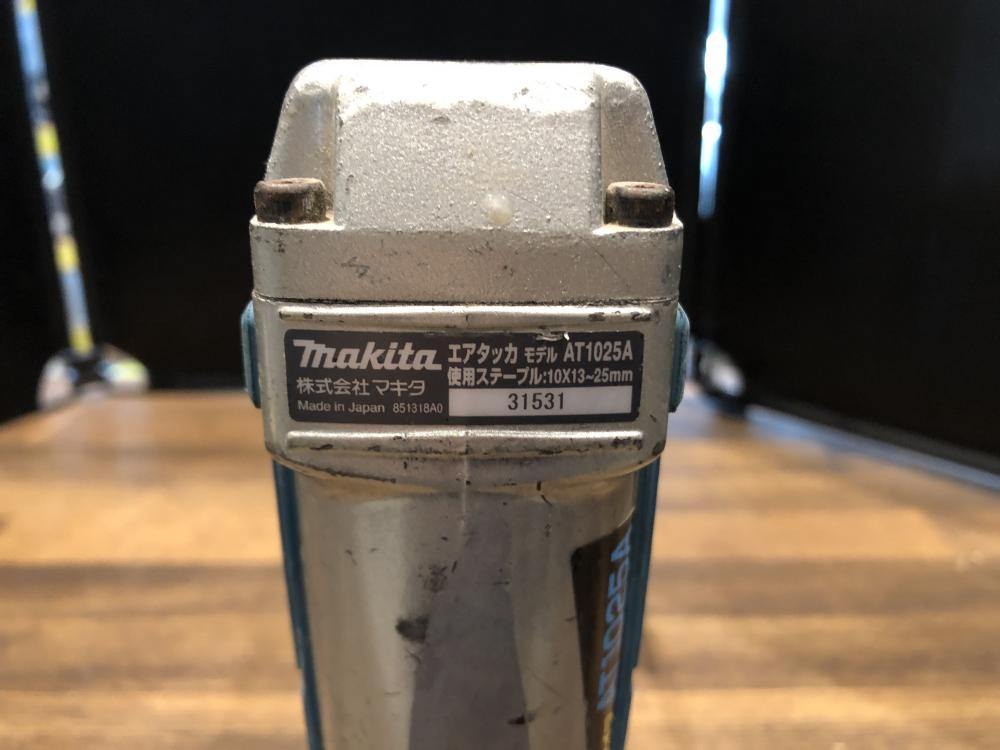 makita エアタッカ モデル AT1025A
株式会社マキタ 使用ステープル:10X13~25mm
Made in Japan 851318A0 31531
AT1025A